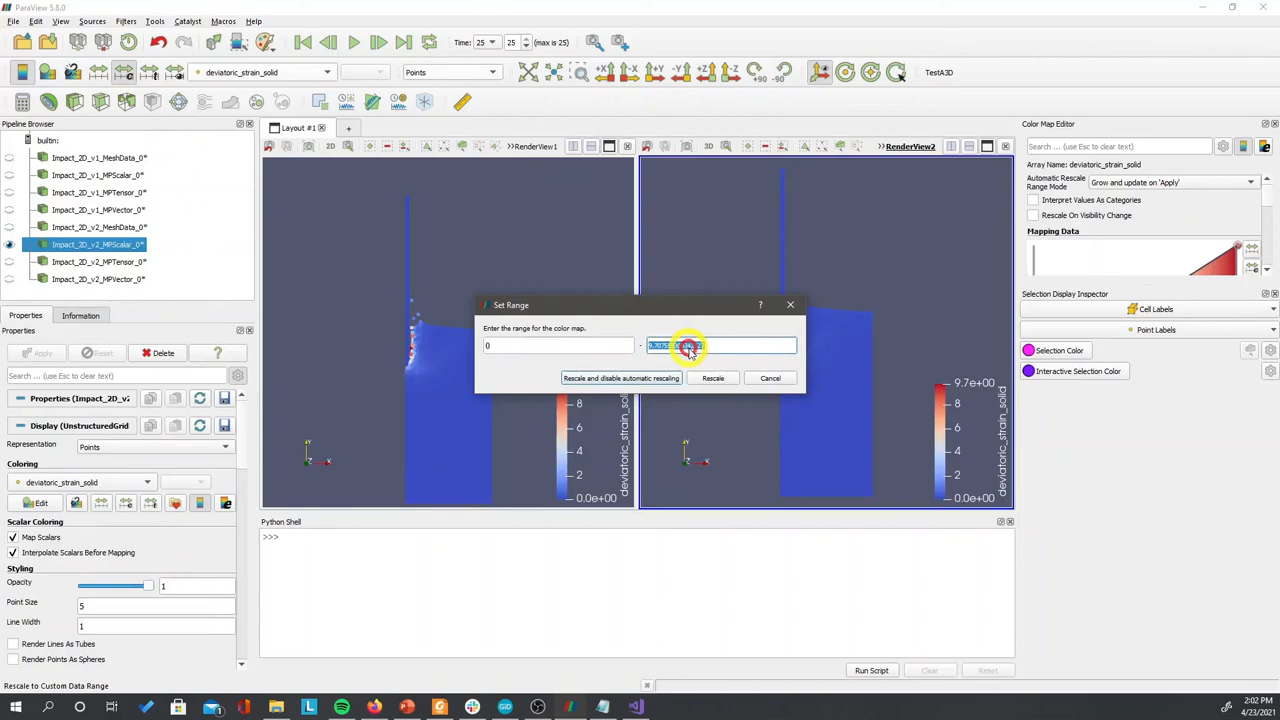 ParaView 5.8.0
File Edit View Sources Filters Tools Catalyst Macros Help
Time: 25 25 (max is 25)
deviatoric_strain_solid Points +X -X +Y -Y +Z -Z +90 -90 TestA3D
Pipeline Browser
builtin:
Impact_2D_v1_MeshData_0*
Impact_2D_v1_MPScalar_0*
Impact_2D_v1_MPTensor_0*
Impact_2D_v1_MPVector_0*
Impact_2D_v2_MeshData_0*
Impact_2D_v2_MPScalar_0*
Impact_2D_v2_MPTensor_0*
Impact_2D_v2_MPVector_0*
Properties Information
Properties
Apply Reset Delete ?
Search ... (use Esc to clear text)
Properties (Impact_2D_v2
Display (UnstructuredGrid
Representation Points
Coloring
deviatoric_strain_solid
Edit
Scalar Coloring
Map Scalars
Interpolate Scalars Before Mapping
Styling
Opacity 1
Point Size 5
Line Width 1
Render Lines As Tubes
Render Points As Spheres
Rescale to Custom Data Range
Layout #1 +
2D RenderView1
3D RenderView2
Set Range ?
Enter the range for the color map.
0 -
Rescale and disable automatic rescaling Rescale Cancel
Y
Z X
8
6
4
2
0.0e+00
deviatoric_strain_solid
Y
Z X
9.7e+00
8
6
4
2
0.0e+00
deviatoric_strain_solid
Python Shell
>>>
Run Script Clear Reset
Color Map Editor
Search ... (use Esc to clear text)
Array Name: deviatoric_strain_solid
Automatic Rescale
Range Mode Grow and update on 'Apply'
Interpret Values As Categories
Rescale On Visibility Change
Mapping Data
Selection Display Inspector
Cell Labels
Point Labels
Selection Color
Interactive Selection Color
2:02 PM
4/23/2021